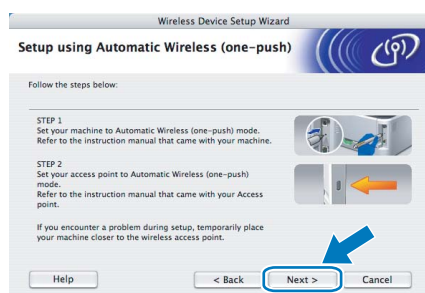 Wireless Device Setup Wizard
Setup using Automatic Wireless (one-push)
Follow the steps below:
STEP 1
Set your machine to Automatic Wireless (one-push) mode.
Refer to the instruction manual that came with your machine.
STEP 2
Set your access point to Automatic Wireless (one-push)
mode.
Refer to the instruction manual that came with your Access
point.
If you encounter a problem during setup, temporarily place
your machine closer to the wireless access point.
Help < Back Next > Cancel